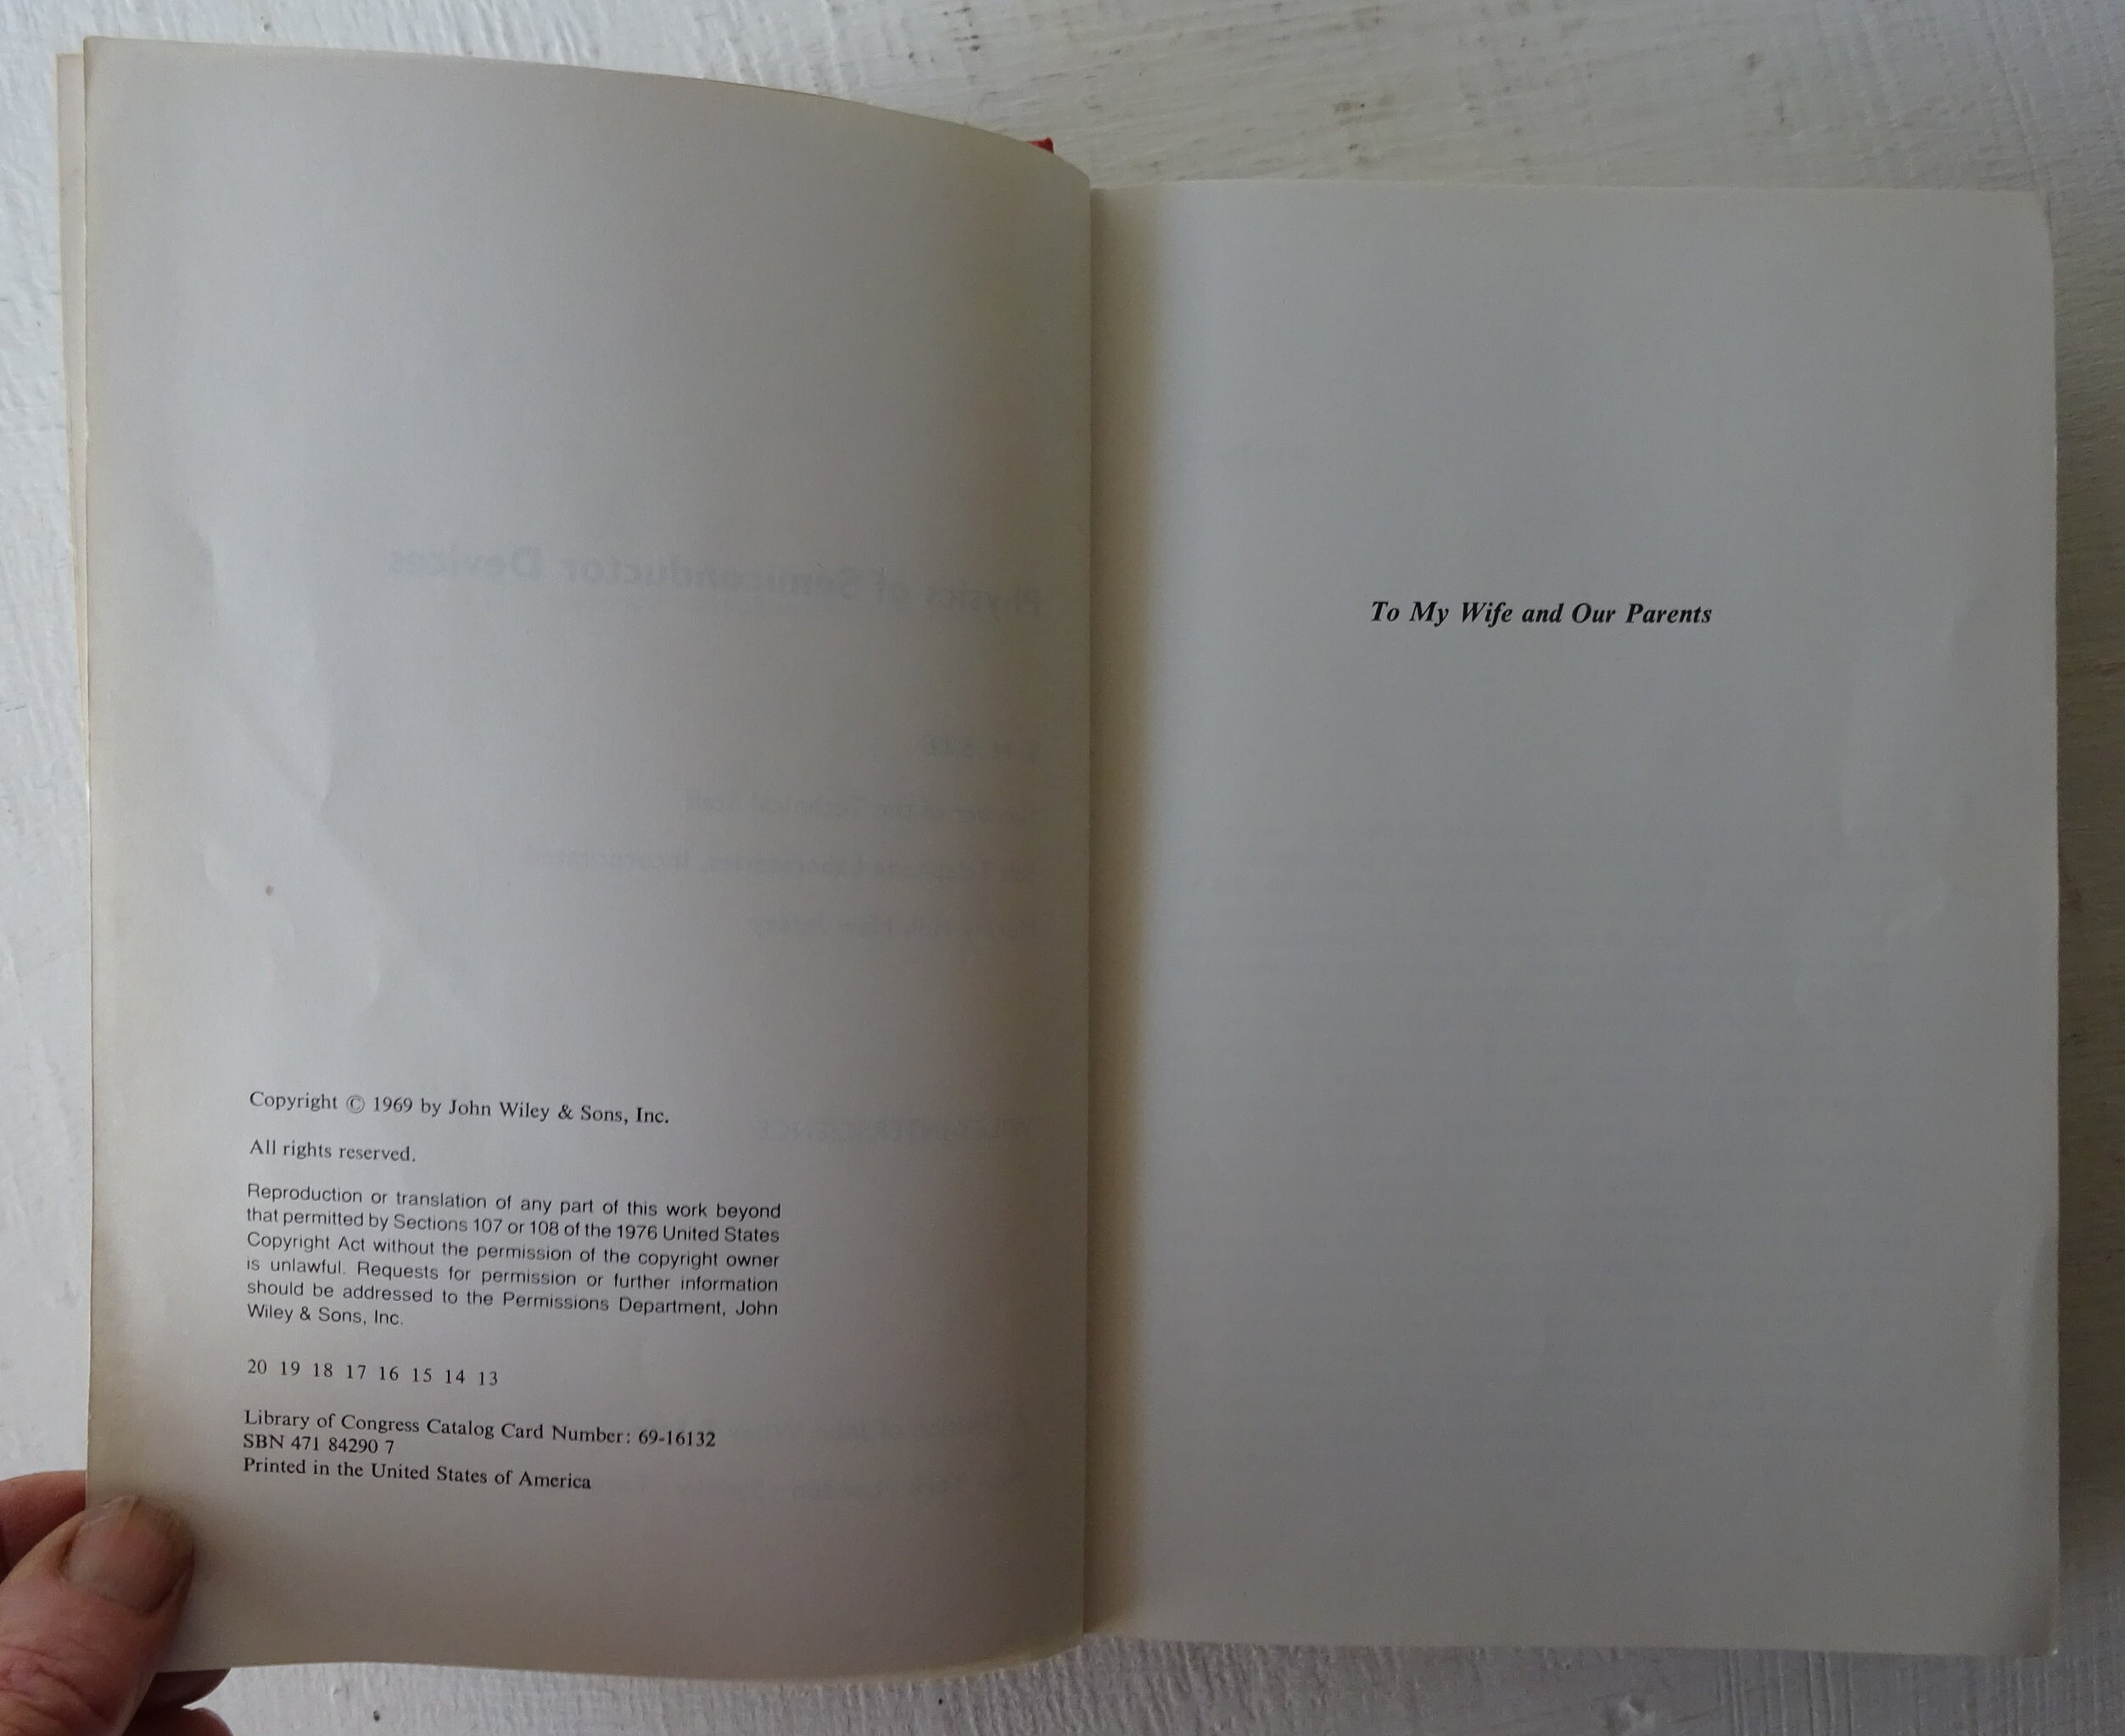 Physics of Semiconductor Devices
Copyright © 1969 by John Wiley & Sons, Inc.
All rights reserved.
Reproduction or translation of any part of this work beyond
that permitted by Sections 107 or 108 of the 1976 United States
Copyright Act without the permission of the copyright owner
is unlawful. Requests for permission or further information
should be addressed to the Permissions Department, John
Wiley & Sons, Inc.
20 19 18 17 16 15 14 13
Library of Congress Catalog Card Number: 69-16132
SBN 471 84290 7
Printed in the United States of America
To My Wife and Our Parents